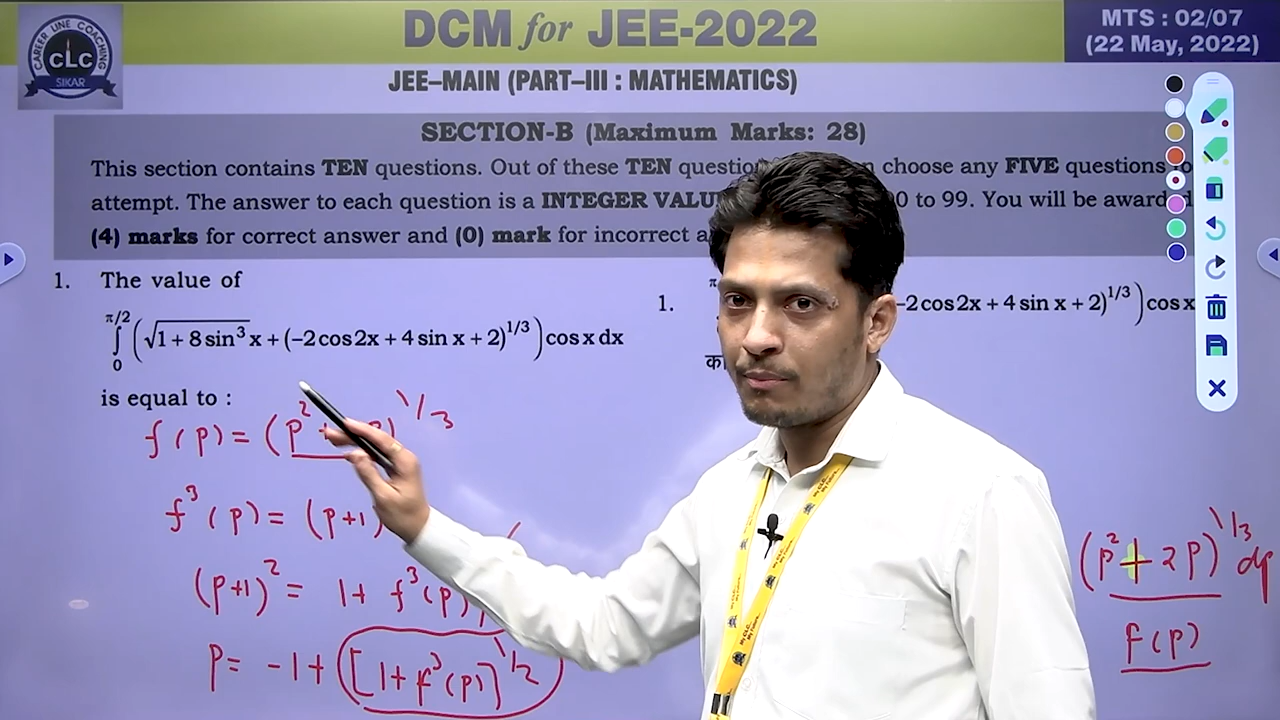 DCM for JEE-2022
MTS : 02/07
(22 May, 2022)
CAREER LINE COACHING
CLC
SIKAR
JEE–MAIN (PART–III : MATHEMATICS)
SECTION-B (Maximum Marks: 28)
This section contains TEN questions. Out of these TEN choose any FIVE questions
attempt. The answer to each question is a INTEGER 0 to 99. You will be
(4) marks for correct answer and (0) mark for incorrect
1. The value of
∫₀^{π/2} (√(1 + 8 sin³ x) + (−2 cos 2x + 4 sin x + 2)^{1/3}) cos x dx
is equal to :
1. −2 cos 2x + 4 sin x + 2)^{1/3}) cos x
f(p) = (p² p)^{1/3}
f³(p) = (p+1)
(p+1)² = 1 + f³(p)
p = -1 + [1 + f³(p)]^{1/2}
(p² + 2p)^{1/3} dp
f(p)